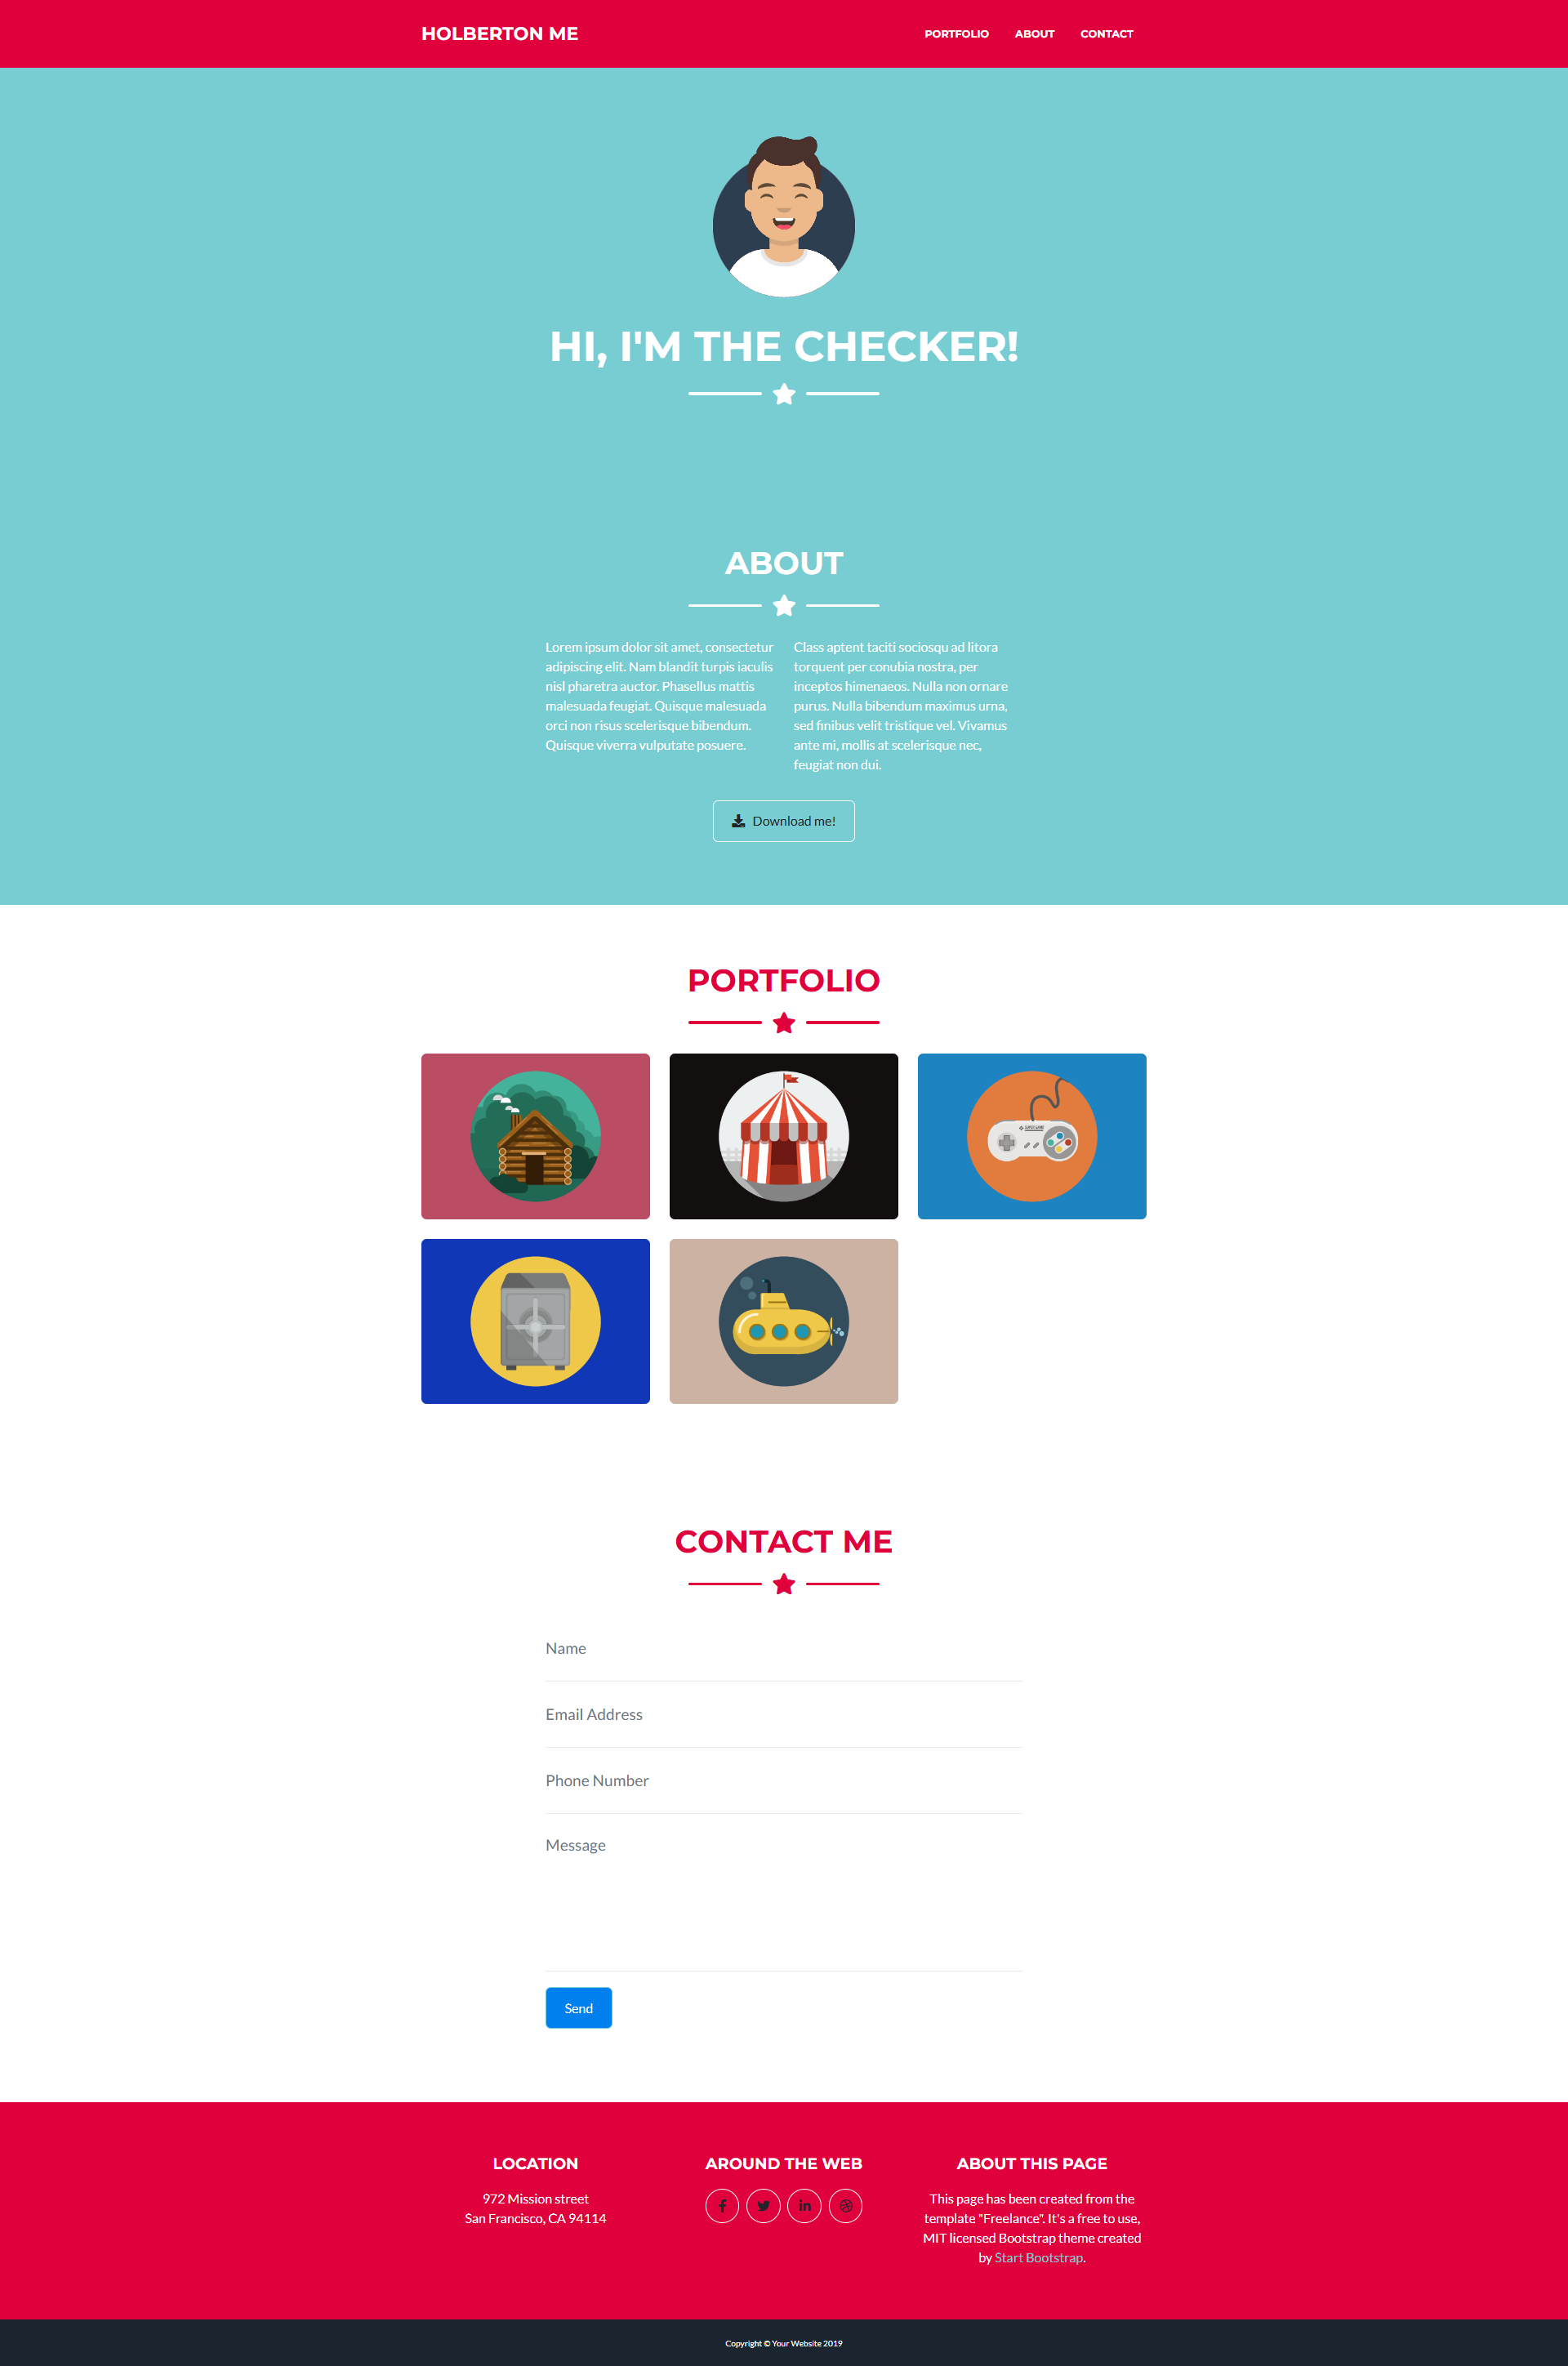 HOLBERTON ME
PORTFOLIO ABOUT CONTACT
HI, I'M THE CHECKER!
ABOUT
Lorem ipsum dolor sit amet, consectetur
adipiscing elit. Nam blandit turpis iaculis
nisl pharetra auctor. Phasellus mattis
malesuada feugiat. Quisque malesuada
orci non risus scelerisque bibendum.
Quisque viverra vulputate posuere.
Class aptent taciti sociosqu ad litora
torquent per conubia nostra, per
inceptos himenaeos. Nulla non ornare
purus. Nulla bibendum maximus urna,
sed finibus velit tristique vel. Vivamus
ante mi, mollis at scelerisque nec,
feugiat non dui.
Download me!
PORTFOLIO
CONTACT ME
Name
Email Address
Phone Number
Message
Send
LOCATION
972 Mission street
San Francisco, CA 94114
AROUND THE WEB
ABOUT THIS PAGE
This page has been created from the
template "Freelance". It's a free to use,
MIT licensed Bootstrap theme created
by Start Bootstrap.
Copyright © Your Website 2019